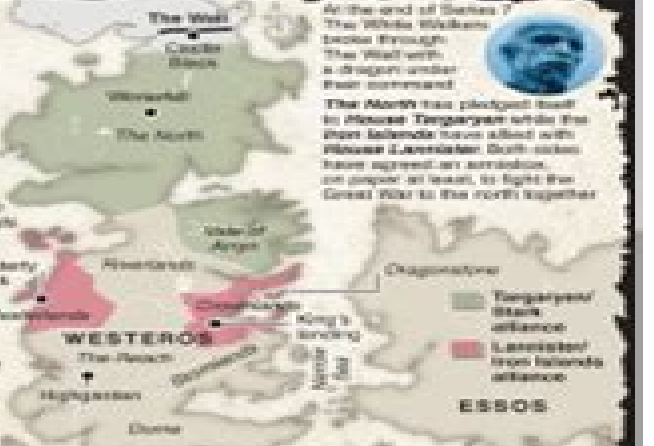 At the end of Series 7
The White Walkers
broke through
The Wall with
a dragon under
their command
The North has pledged itself
to House Targaryen while the
Iron Islands have allied with
House Lannister. Both sides
have agreed an armistice,
on paper at least, to fight the
Great War to the north together
The Wall
Castle
Black
Winterfell
The North
Vale of
Arryn
Riverlands
Dragonstone
Crownlands
King's
landing
WESTEROS
The Reach
Stormlands
Highgarden
Dorne
Narrow
Sea
Targaryen/
Stark
alliance
Lannister/
Iron Islands
alliance
ESSOS